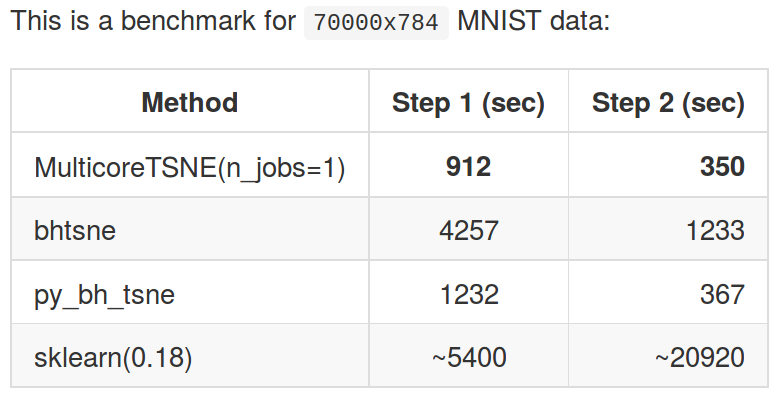 This is a benchmark for 70000x784 MNIST data:
Method Step 1 (sec) Step 2 (sec)
MulticoreTSNE(n_jobs=1) 912 350
bhtsne 4257 1233
py_bh_tsne 1232 367
sklearn(0.18) ~5400 ~20920